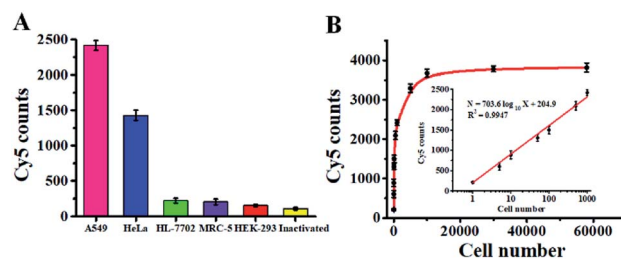 A
Cy5 counts
2500
2000
1500
1000
500
0
A549 HeLa HL-7702 MRC-5 HEK-293 Inactivated
B
Cy5 counts
4000
3000
2000
1000
0
0 20000 40000 60000
Cell number
N = 703.6 log10 X + 204.9
R2 = 0.9947
Cy5 counts
2500
2000
1500
1000
500
0
1 10 100 1000
Cell number